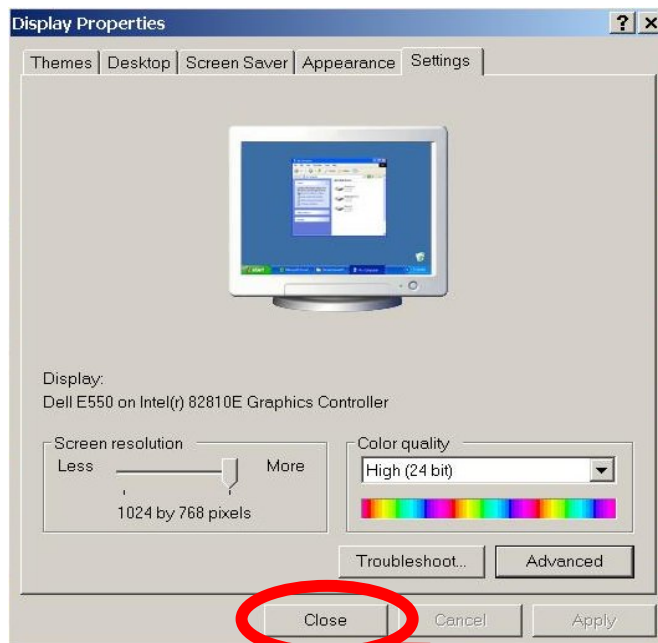 Display Properties
Themes Desktop Screen Saver Appearance Settings
Display:
Dell E550 on Intel(r) 82810E Graphics Controller
Screen resolution
Less More
1024 by 768 pixels
Color quality
High (24 bit)
Troubleshoot... Advanced
Close Cancel Apply